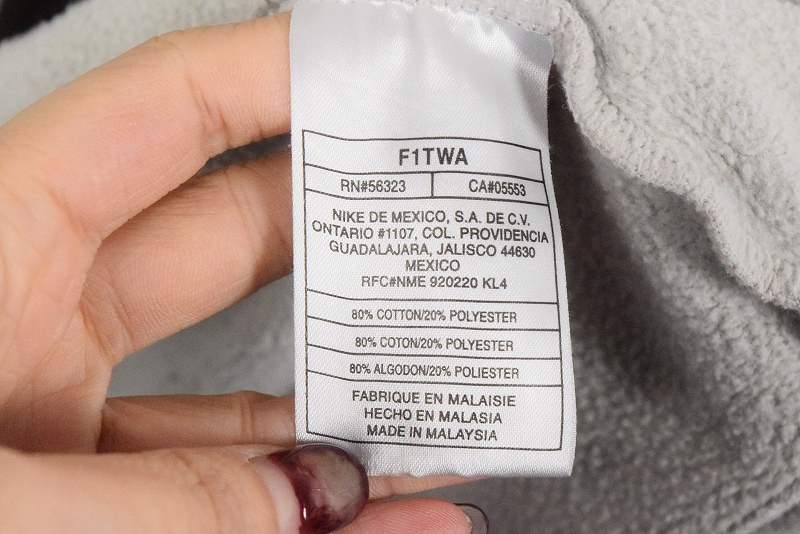 F1TWA
RN#56323 CA#05553
NIKE DE MEXICO, S.A. DE C.V.
ONTARIO #1107, COL. PROVIDENCIA
GUADALAJARA, JALISCO 44630
MEXICO
RFC#NME 920220 KL4
80% COTTON/20% POLYESTER
80% COTON/20% POLYESTER
80% ALGODON/20% POLIESTER
FABRIQUE EN MALAISIE
HECHO EN MALASIA
MADE IN MALAYSIA